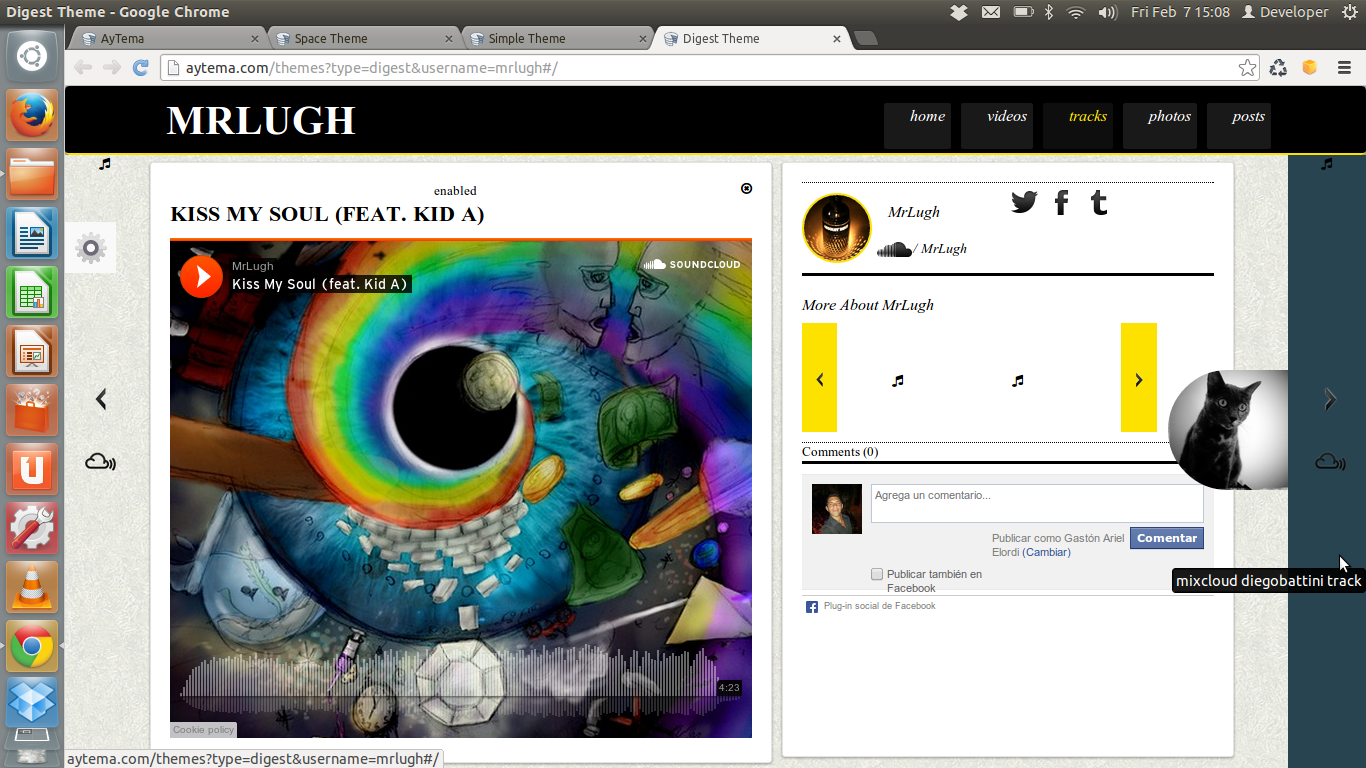 Digest Theme - Google Chrome
Fri Feb 7 15:08 Developer
AyTema
Space Theme
Simple Theme
Digest Theme
aytema.com/themes?type=digest&username=mrlugh#/
MRLUGH
home
videos
tracks
photos
posts
enabled
KISS MY SOUL (FEAT. KID A)
MrLugh
Kiss My Soul (feat. Kid A)
SOUNDCLOUD
4:23
Cookie policy
MrLugh
/ MrLugh
More About MrLugh
Comments (0)
Agrega un comentario...
Publicar como Gastón Ariel
Elordi (Cambiar)
Comentar
Publicar también en
Facebook
Plug-in social de Facebook
mixcloud diegobattini track
aytema.com/themes?type=digest&username=mrlugh#/